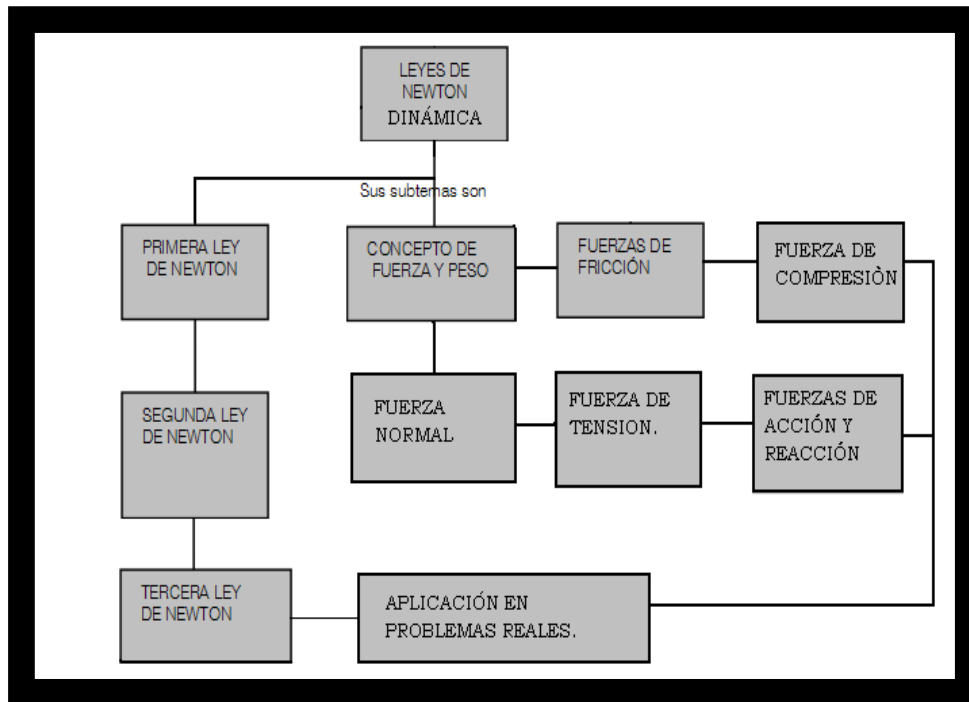 LEYES DE
NEWTON
DINÁMICA
Sus subtemas son
PRIMERA LEY
DE NEWTON
CONCEPTO DE
FUERZA Y PESO
FUERZAS DE
FRICCIÓN
FUERZA DE
COMPRESIÒN
SEGUNDA LEY
DE NEWTON
FUERZA
NORMAL
FUERZA DE
TENSION.
FUERZAS DE
ACCIÓN Y
REACCIÓN
TERCERA LEY
DE NEWTON
APLICACIÓN EN
PROBLEMAS REALES.